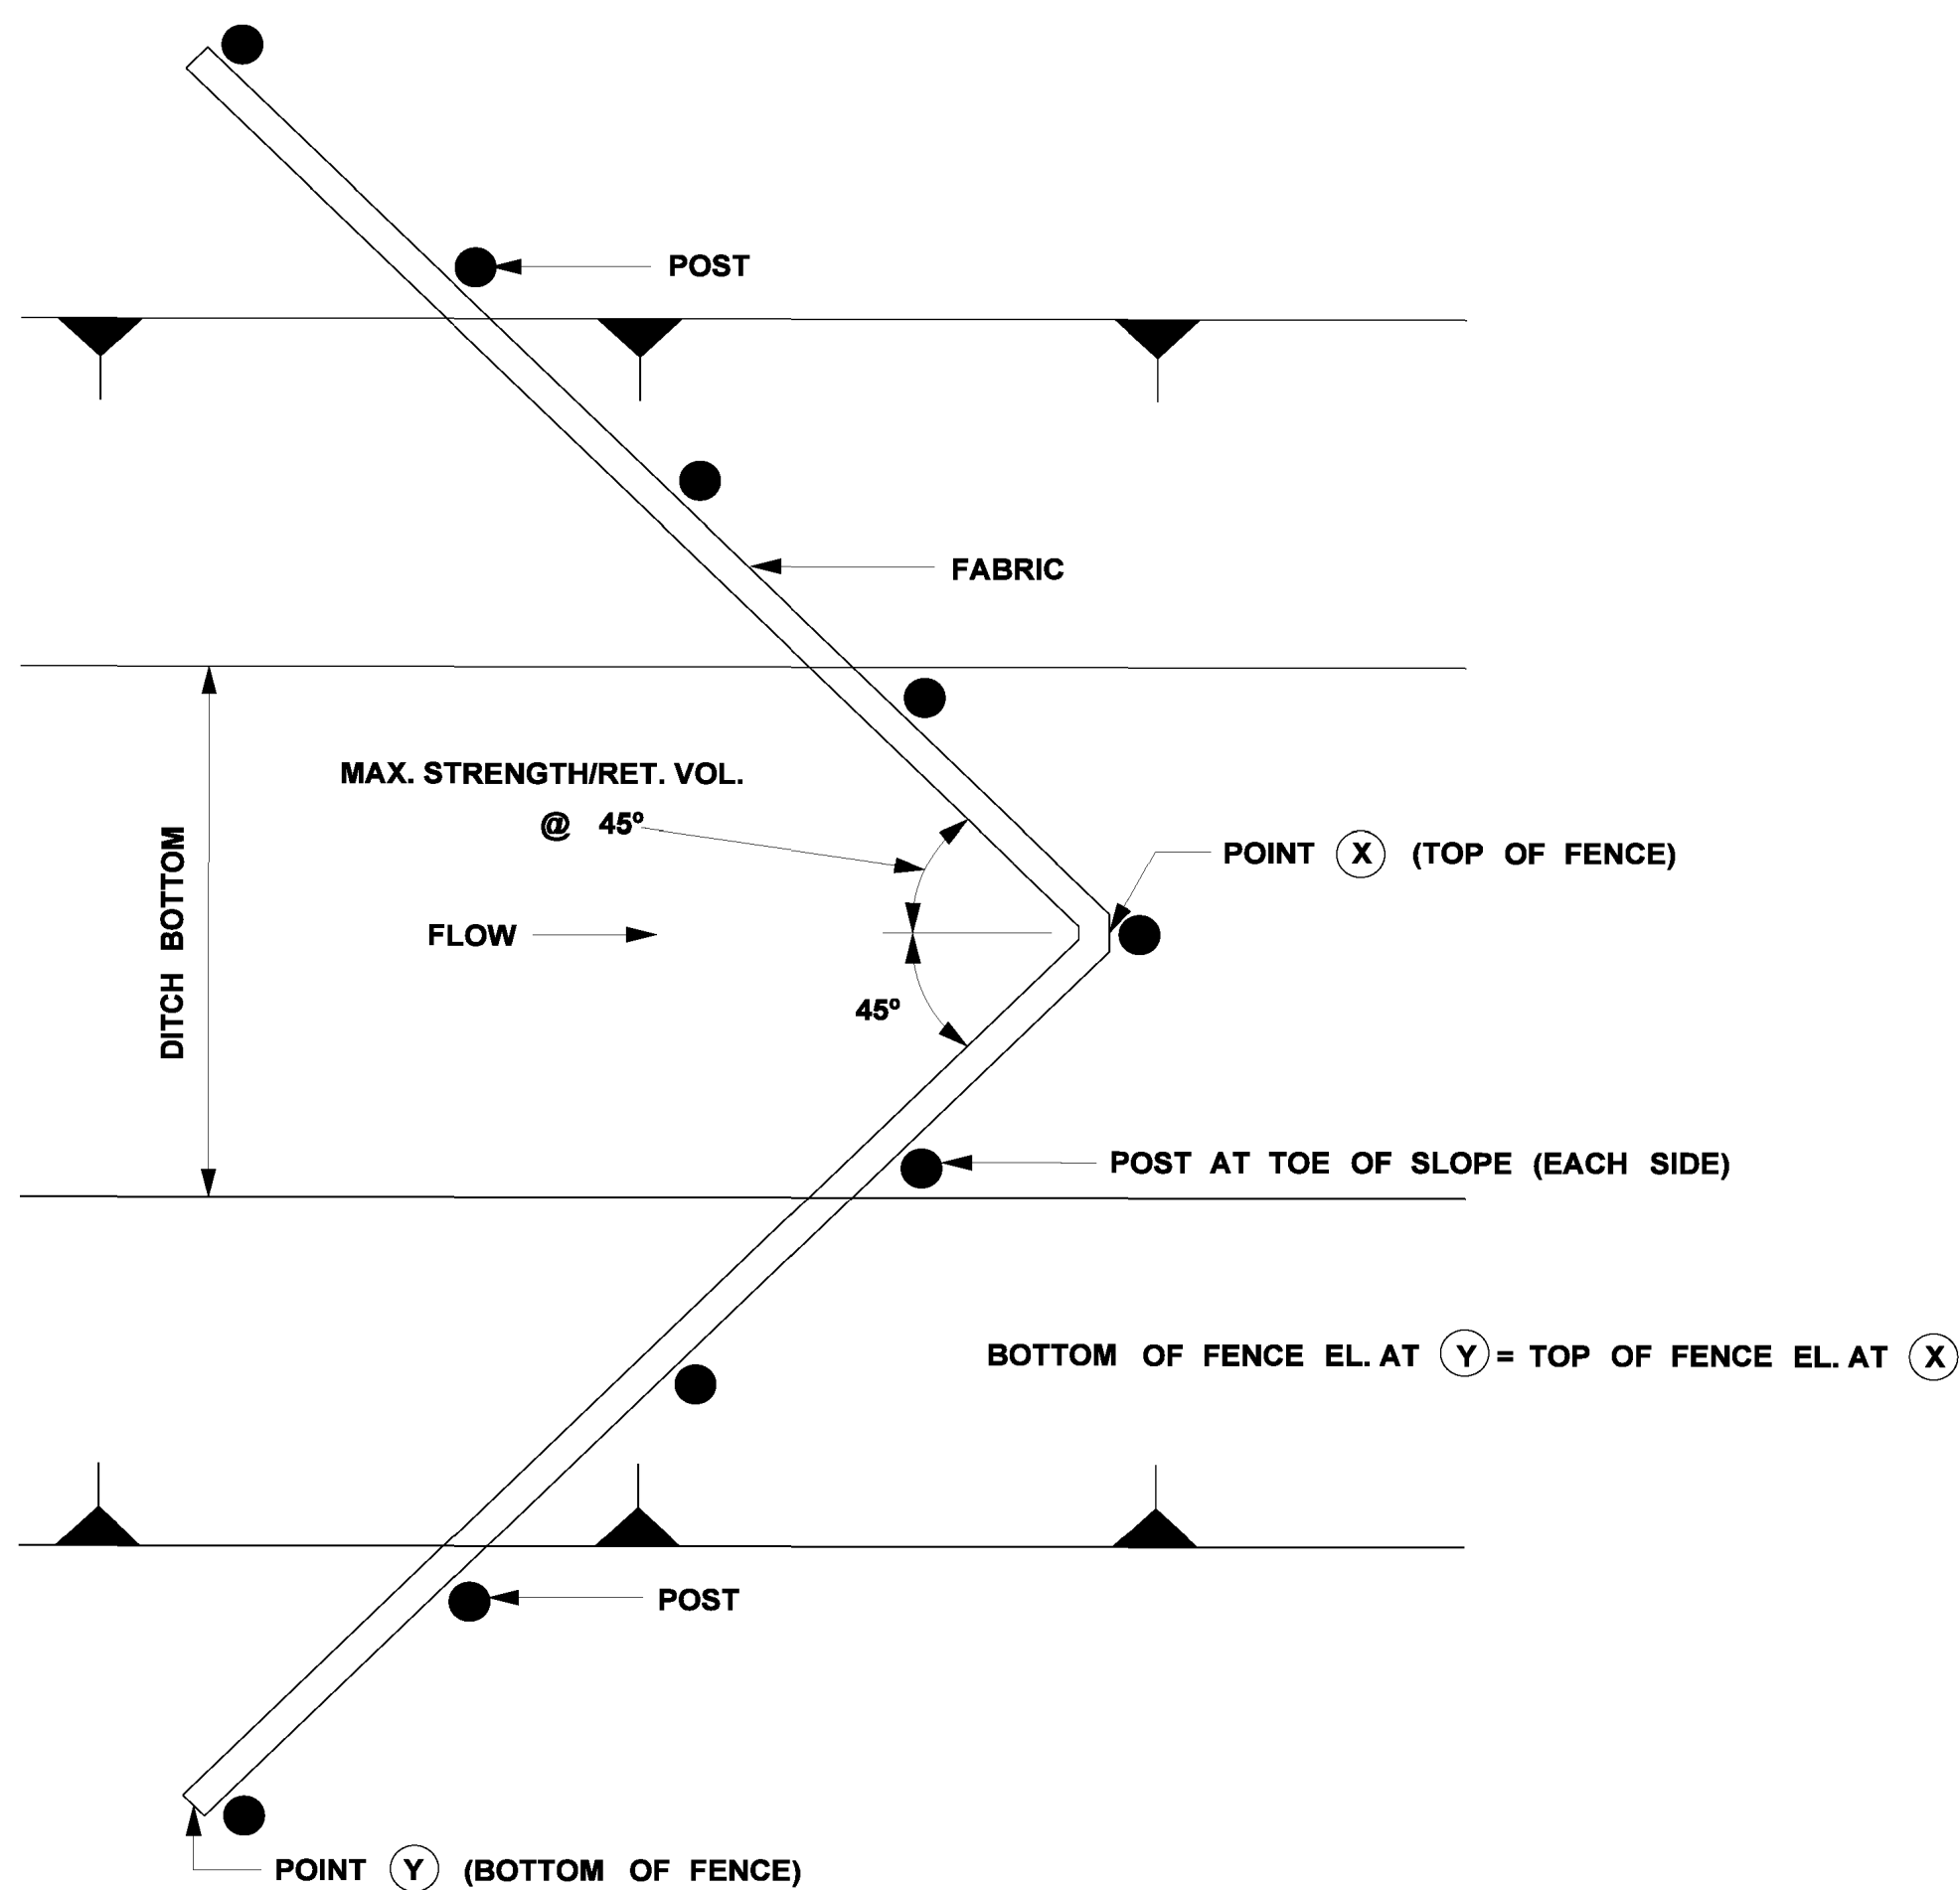 POST
FABRIC
MAX. STRENGTH/RET. VOL.
@ 45º
POINT X (TOP OF FENCE)
DITCH BOTTOM
FLOW
45º
POST AT TOE OF SLOPE (EACH SIDE)
BOTTOM OF FENCE EL. AT Y = TOP OF FENCE EL. AT X
POST
POINT Y (BOTTOM OF FENCE)